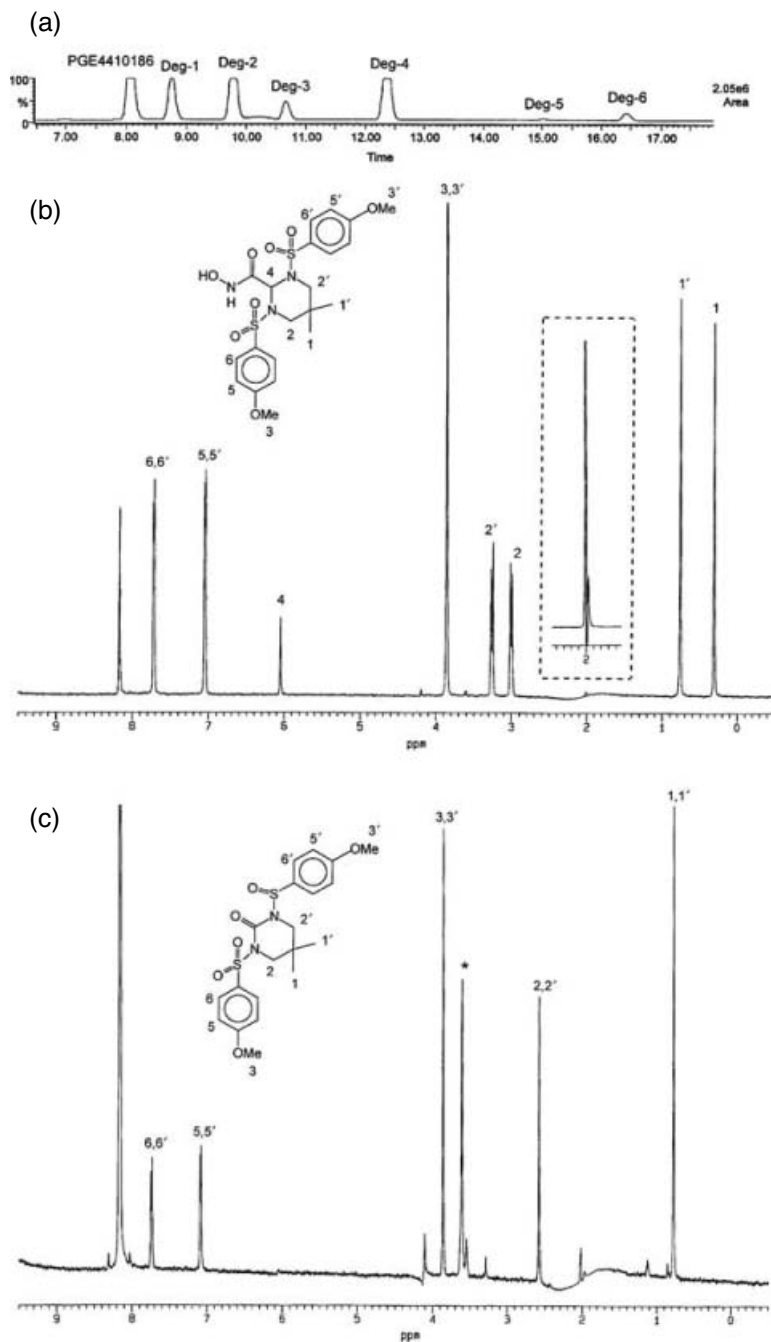 (a)
PGE4410186 Deg-1 Deg-2 Deg-3 Deg-4 Deg-5 Deg-6
100
%
0
2.05e6
Area
7.00 8.00 9.00 10.00 11.00 12.00 13.00 14.00 15.00 16.00 17.00
Time
(b)
3,3′
5′ 3′
6′ OMe
O
O S
O 4 N 2′
HO N 1′
H N
O S 2 1
O
6
5
OMe
3
1′
1
6,6′
5,5′
4
2′
2
2
9 8 7 6 5 4 3 2 1 0
ppm
(c)
3,3′
1,1′
5′ 3′
6′ OMe
O S
O N 2′
N 1′
O S 2 1
O
6
5
OMe
3
*
2,2′
6,6′
5,5′
9 8 7 6 5 4 3 2 1 0
ppm